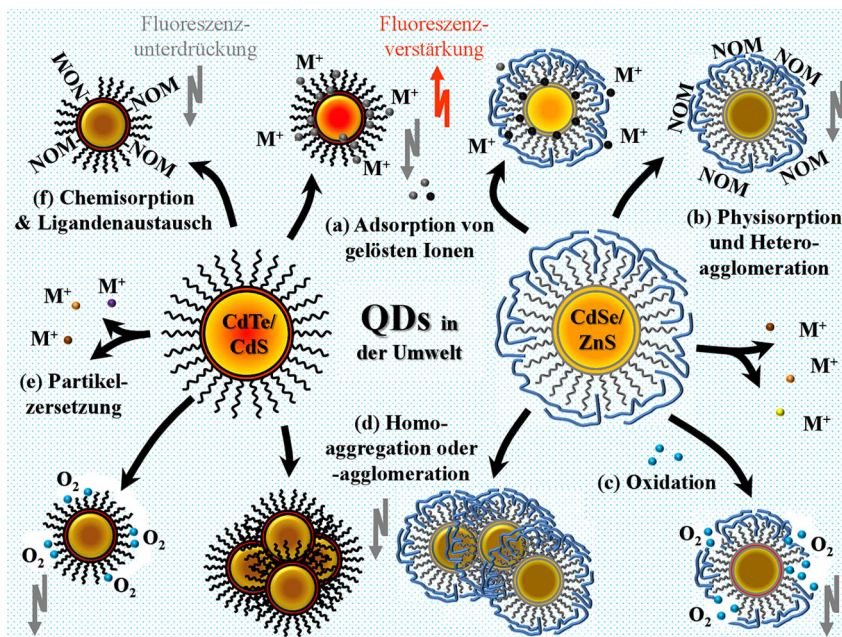 Fluoreszenz-
unterdrückung
Fluoreszenz-
verstärkung
NOM
NOM
NOM
NOM
M⁺
M⁺
M⁺
M⁺
M⁺
M⁺
M⁺
NOM
NOM
NOM
NOM
NOM
(f) Chemisorption
& Ligandenaustausch
(a) Adsorption von
gelösten Ionen
(b) Physisorption
und Hetero-
agglomeration
M⁺
M⁺
M⁺
(e) Partikel-
zersetzung
CdTe/
CdS
QDs in
der Umwelt
CdSe/
ZnS
M⁺
M⁺
M⁺
(d) Homo-
aggregation oder
-agglomeration
(c) Oxidation
O₂
O₂
O₂
O₂
O₂
O₂
O₂